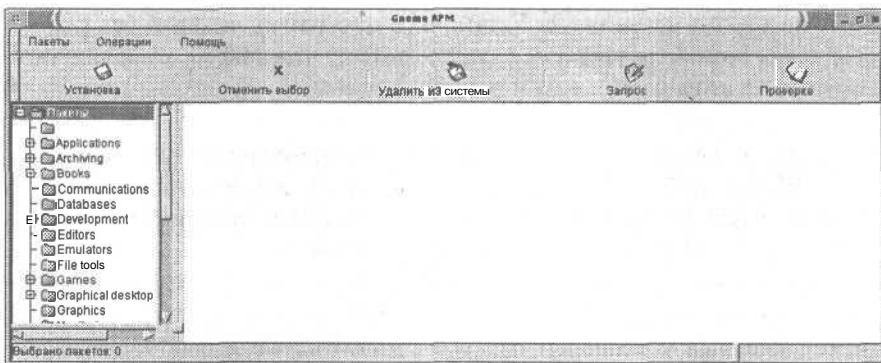 Gnome RPM
Пакеты Операции Помощь
Установка Отменить выбор Удалить из системы Запрос Проверка
Пакеты
Applications
Archiving
Books
Communications
Databases
Development
Editors
Emulators
File tools
Games
Graphical desktop
Graphics
Выбрано пакетов: 0